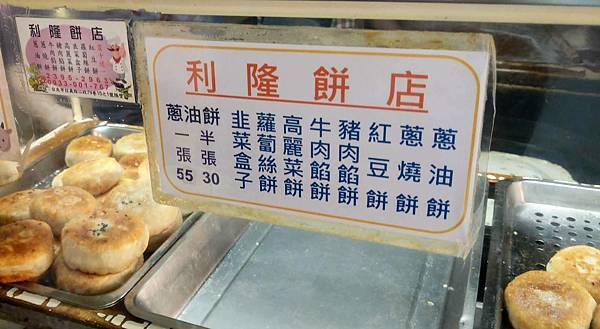 利隆餅店
蔥油餅
蔥燒餅
紅豆餅
豬肉餡餅
牛肉餡餅
高麗菜餅
蘿蔔絲餅
韭菜盒子
蔥油餅
一張 55
半張 30
利隆餅店
2395-2963